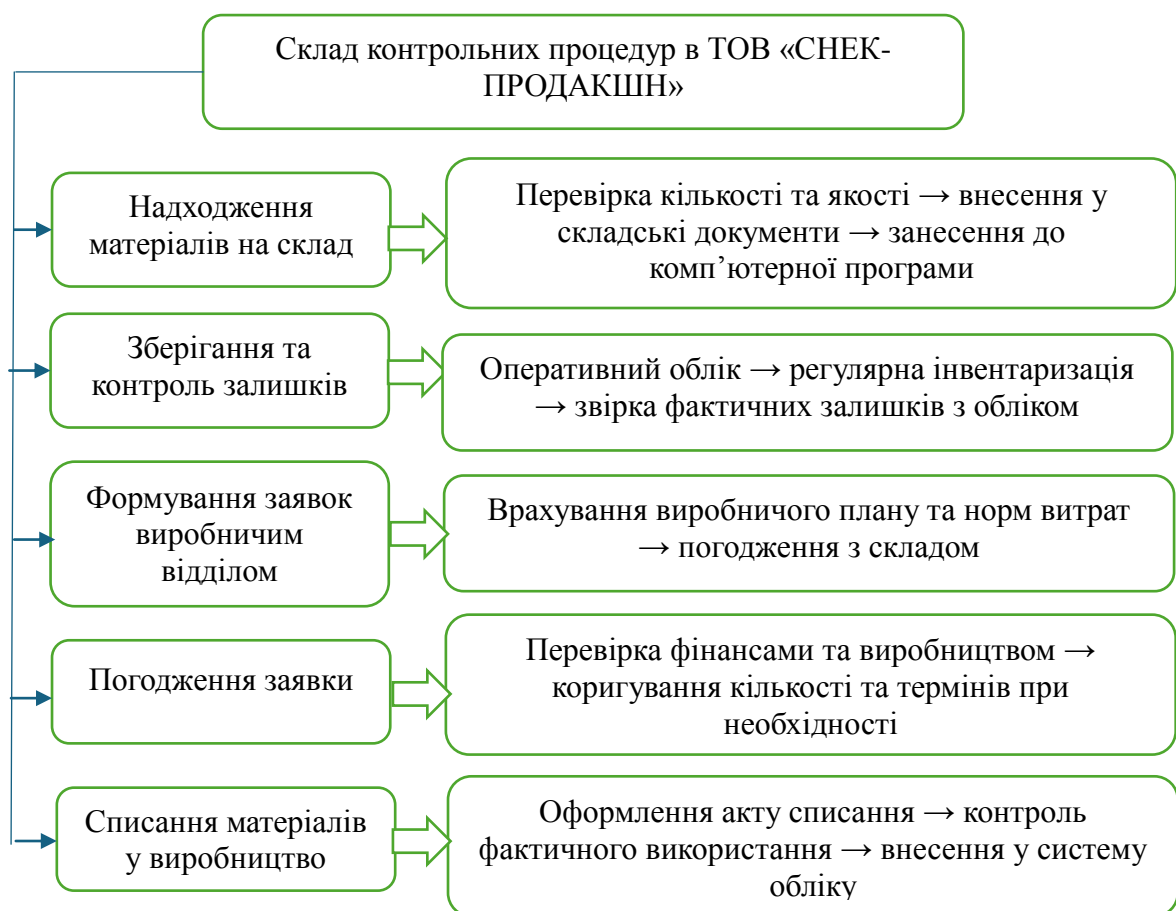 Склад контрольних процедур в ТОВ «СНЕК-
ПРОДАКШН»
Надходження
матеріалів на склад
Перевірка кількості та якості → внесення у
складські документи → занесення до
комп’ютерної програми
Зберігання та
контроль залишків
Оперативний облік → регулярна інвентаризація
→ звірка фактичних залишків з обліком
Формування заявок
виробничим
відділом
Врахування виробничого плану та норм витрат
→ погодження з складом
Погодження заявки
Перевірка фінансами та виробництвом →
коригування кількості та термінів при
необхідності
Списання матеріалів
у виробництво
Оформлення акту списання → контроль
фактичного використання → внесення у систему
обліку